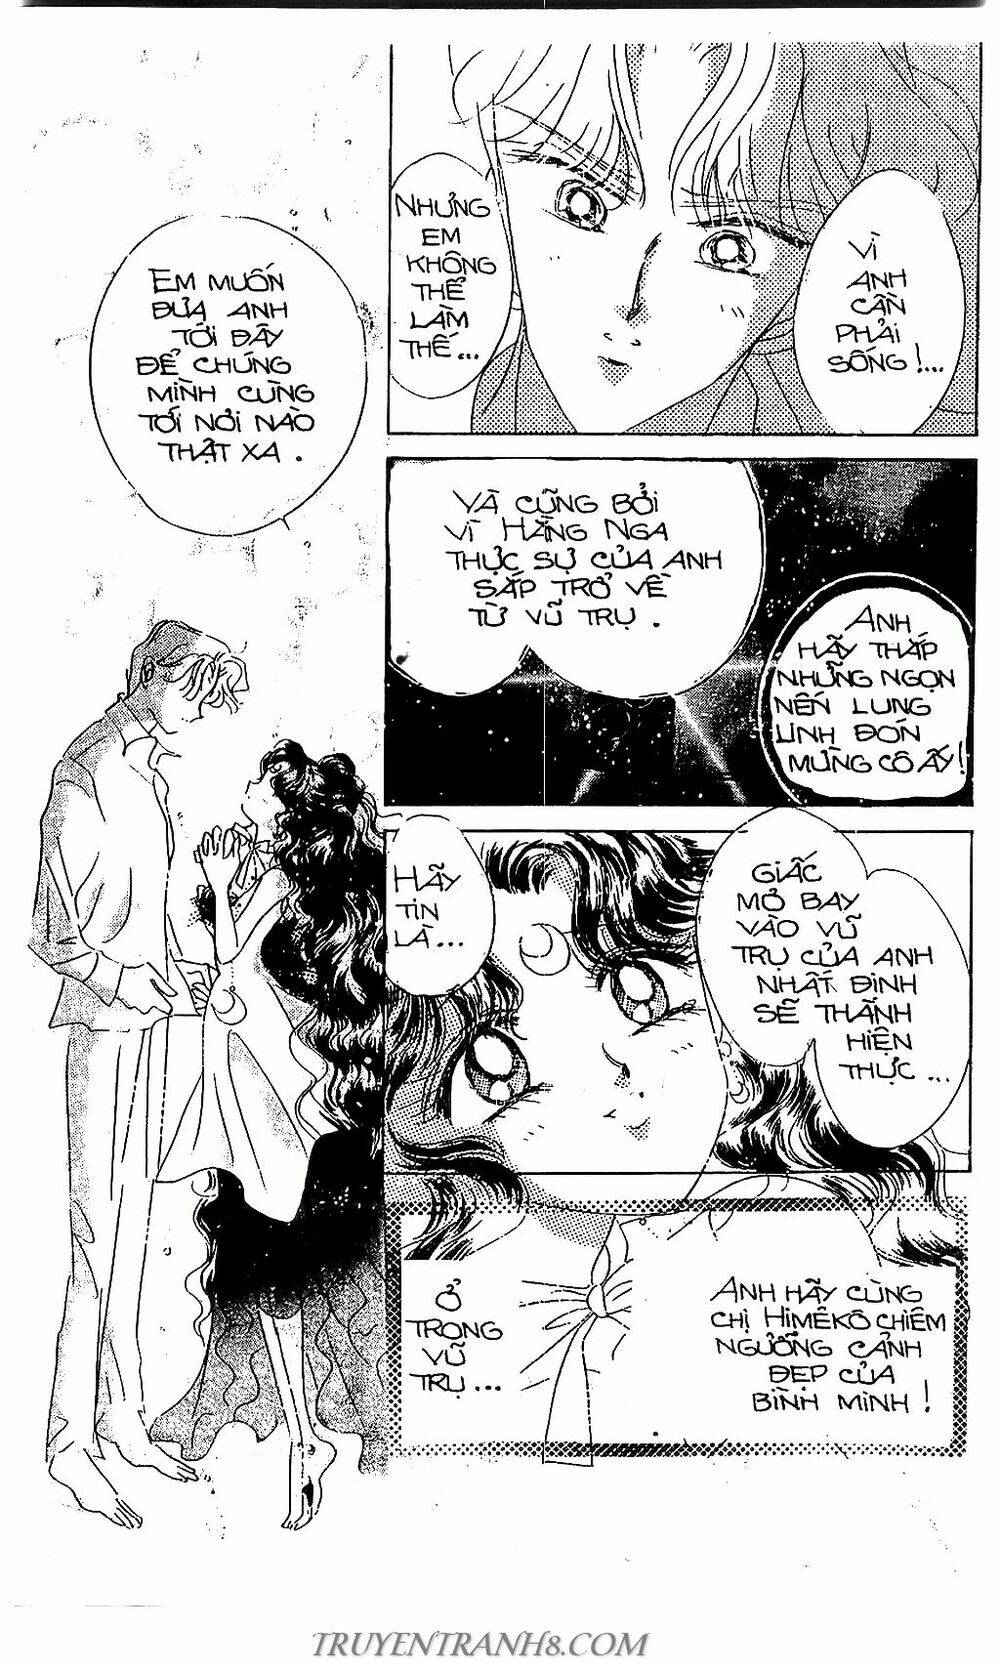 EM MUỐN
ĐƯA ANH
TỚI ĐÂY
ĐỂ CHÚNG
MÌNH CÙNG
TỚI NƠI NÀO
THẬT XA .
NHƯNG
EM
KHÔNG
THỂ
LÀM
THẾ...
VÌ
ANH
CẦN
PHẢI
SỐNG!...
VÀ CŨNG BỞI
VÌ HẰNG NGA
THỰC SỰ CỦA ANH
SẮP TRỞ VỀ
TỪ VŨ TRỤ .
ANH
HÃY THẮP
NHỮNG NGỌN
NẾN LUNG
LINH ĐÓN
MỪNG CÔ ẤY!
HÃY
TIN
LÀ...
GIẤC
MƠ BAY
VÀO VŨ
TRỤ CỦA ANH
NHẤT ĐỊNH
SẼ THÀNH
HIỆN
THỰC ...
Ở
TRONG
VŨ
TRỤ ...
ANH HÃY CÙNG
CHỊ HIMÊKÔ CHIÊM
NGƯỠNG CẢNH
ĐẸP CỦA
BÌNH MINH !
TRUYENTRANH8.COM